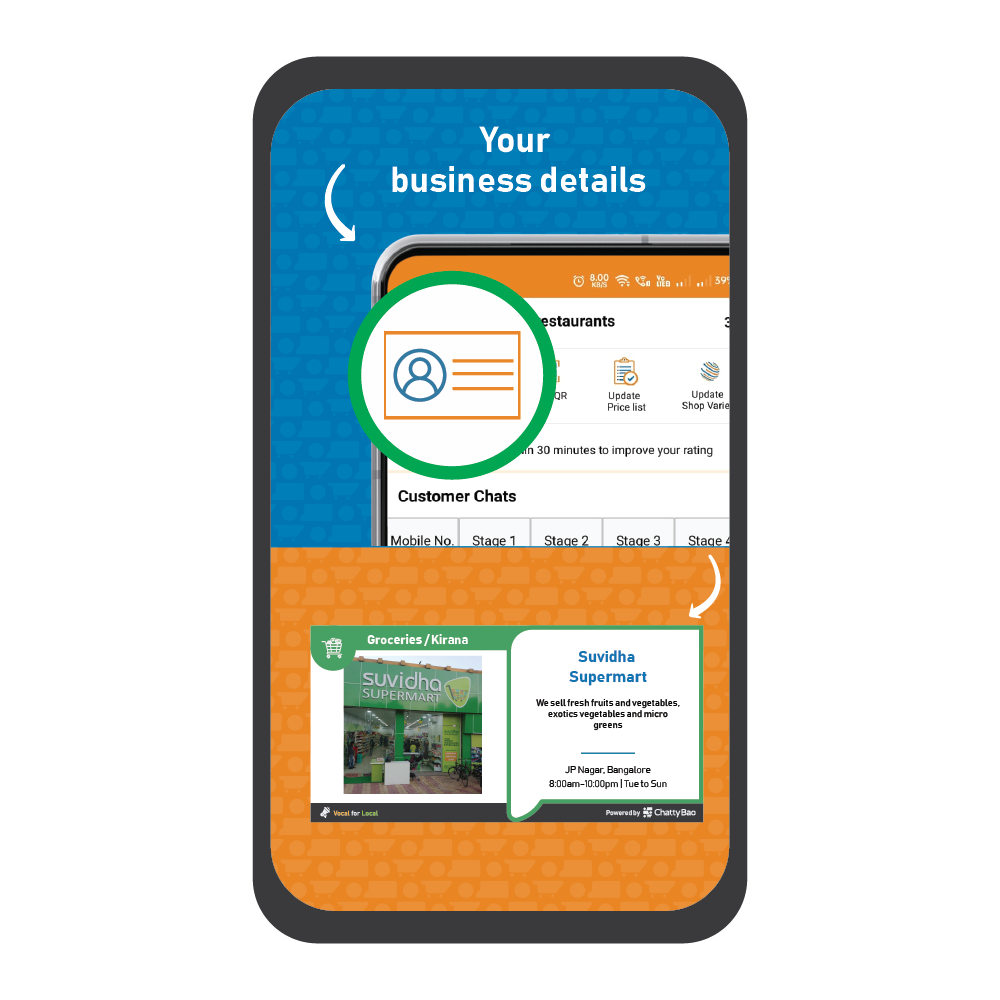 Your
business details
8.00
KB/S
Vo
39%
estaurants
3
QR
Update
Price list
Update
Shop Varie
in 30 minutes to improve your rating
Customer Chats
Mobile No.
Stage 1
Stage 2
Stage 3
Stage 4
Groceries / Kirana
suvidha
SUPERMART
Suvidha
Supermart
We sell fresh fruits and vegetables,
exotics vegetables and micro
greens
JP Nagar, Bangalore
8:00am-10:00pm | Tue to Sun
Vocal for Local
Powered by ChattyBao